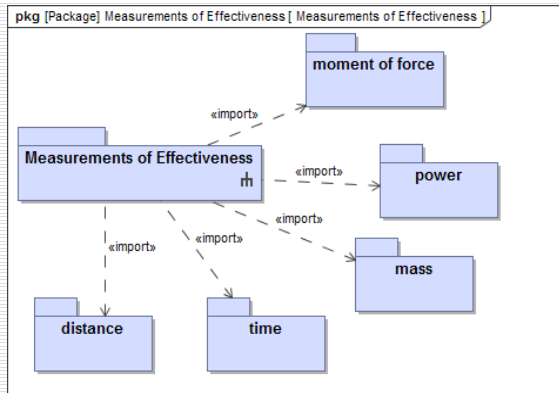 pkg [Package] Measurements of Effectiveness [ Measurements of Effectiveness ]
moment of force
«import»
Measurements of Effectiveness
«import»
power
«import»
«import»
«import»
mass
distance
time